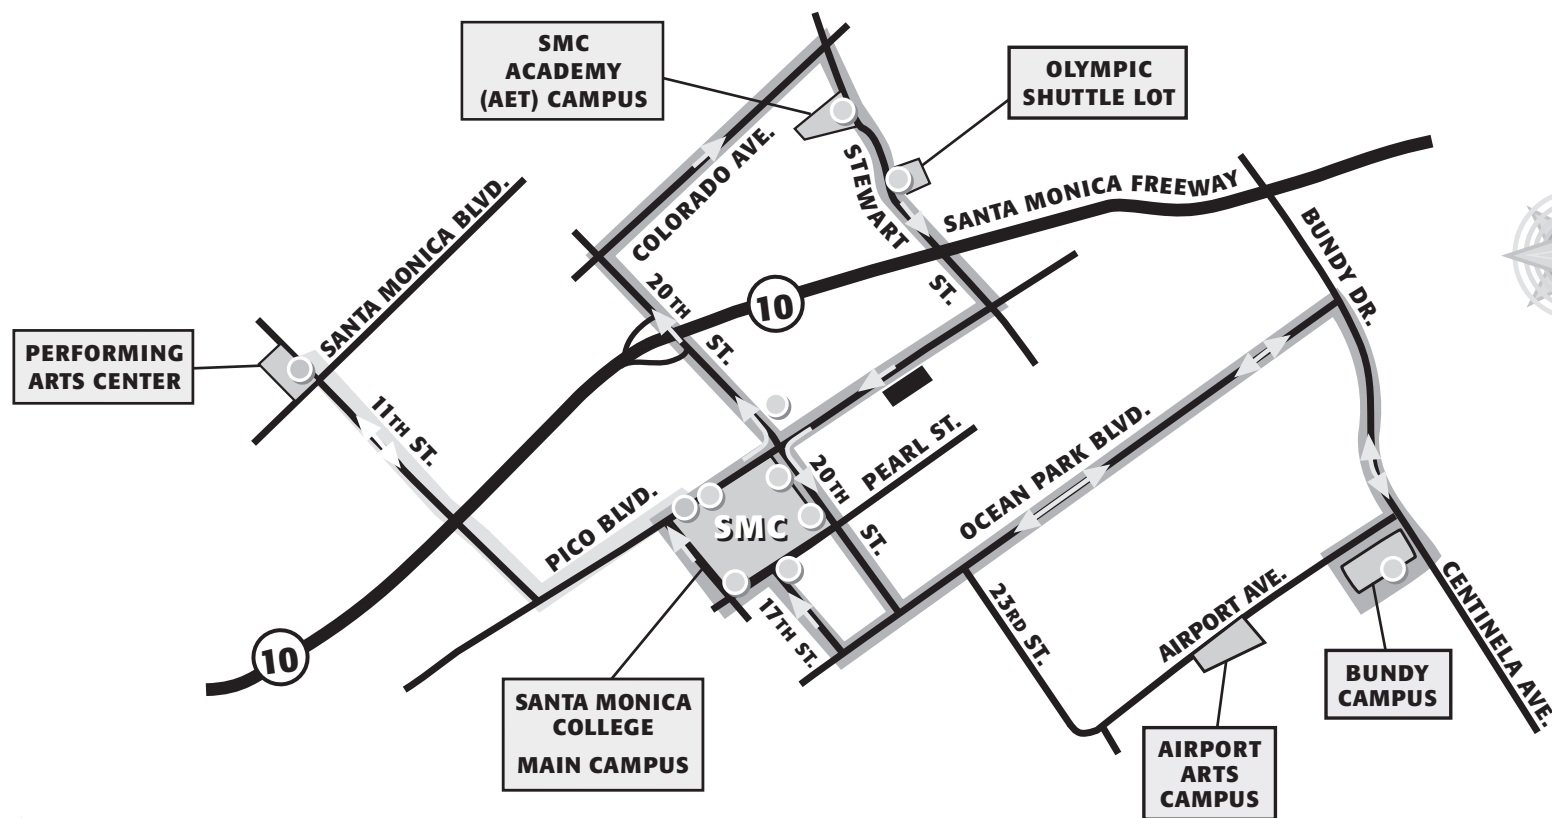 SMC
ACADEMY
(AET) CAMPUS
OLYMPIC
SHUTTLE LOT
COLORADO AVE.
STEWART
ST.
SANTA MONICA FREEWAY
SANTA MONICA BLVD.
BUNDY DR.
20TH
ST.
10
PERFORMING
ARTS CENTER
11TH ST.
PICO BLVD.
20TH
ST.
PEARL ST.
SMC
OCEAN PARK BLVD.
17TH ST.
23RD ST.
AIRPORT AVE.
CENTINELA AVE.
10
SANTA MONICA
COLLEGE
MAIN CAMPUS
BUNDY
CAMPUS
AIRPORT
ARTS
CAMPUS